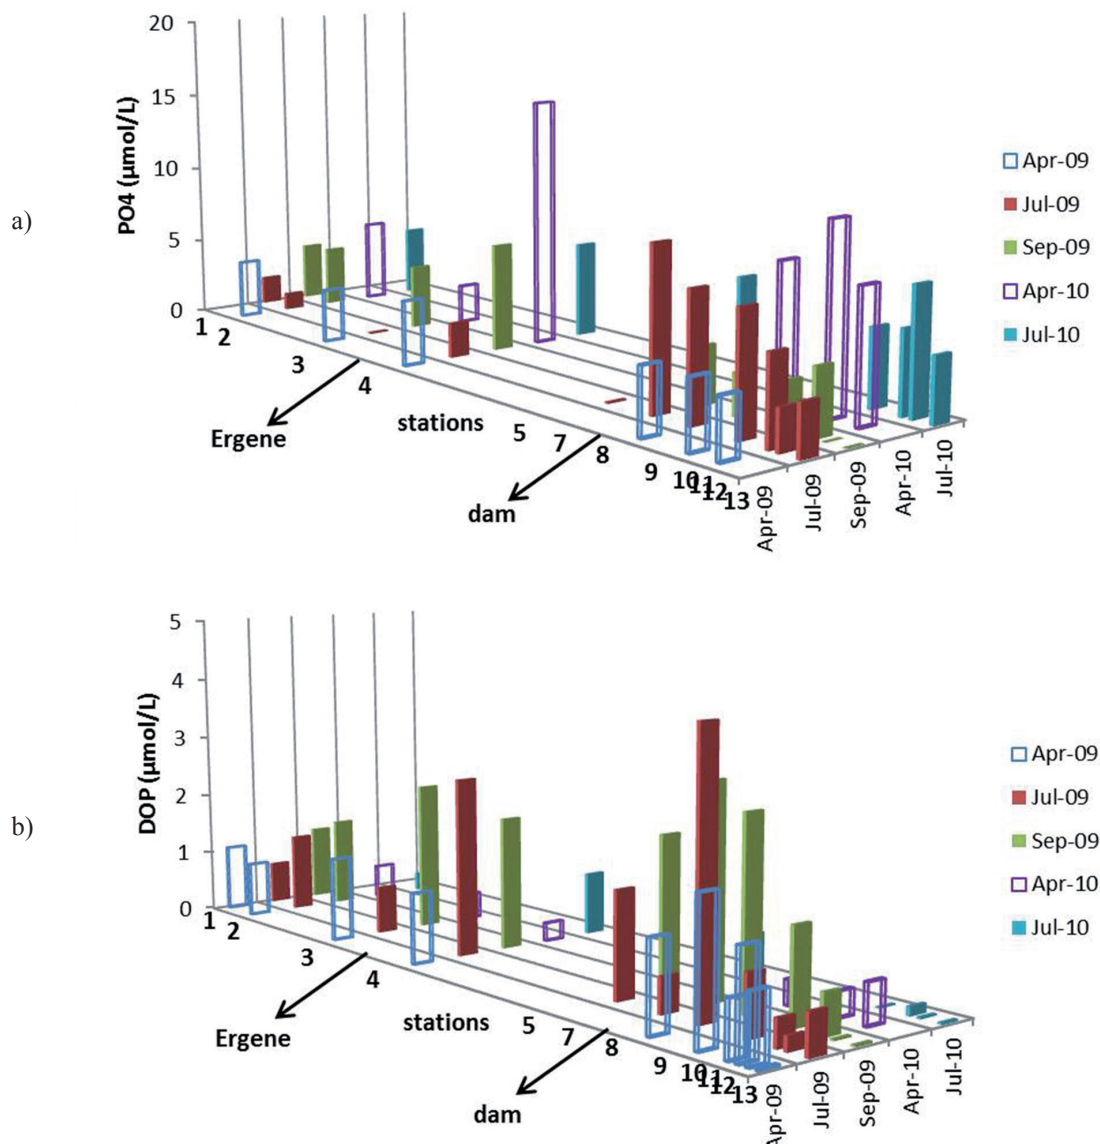 a)
PO4 (µmol/L)
20
15
10
5
0
1
2
3
4
5
7
8
9
10
11
12
13
Ergene
stations
dam
Apr-09
Jul-09
Sep-09
Apr-10
Jul-10
Apr-09
Jul-09
Sep-09
Apr-10
Jul-10
b)
DOP (µmol/L)
5
4
3
2
1
0
1
2
3
4
5
7
8
9
10
11
12
13
Ergene
stations
dam
Apr-09
Jul-09
Sep-09
Apr-10
Jul-10
Apr-09
Jul-09
Sep-09
Apr-10
Jul-10